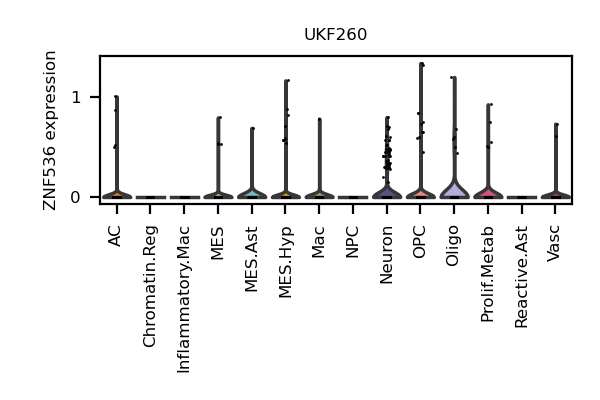 UKF260
ZNF536 expression
1
0
AC
Chromatin.Reg
Inflammatory.Mac
MES
MES.Ast
MES.Hyp
Mac
NPC
Neuron
OPC
Oligo
Prolif.Metab
Reactive.Ast
Vasc